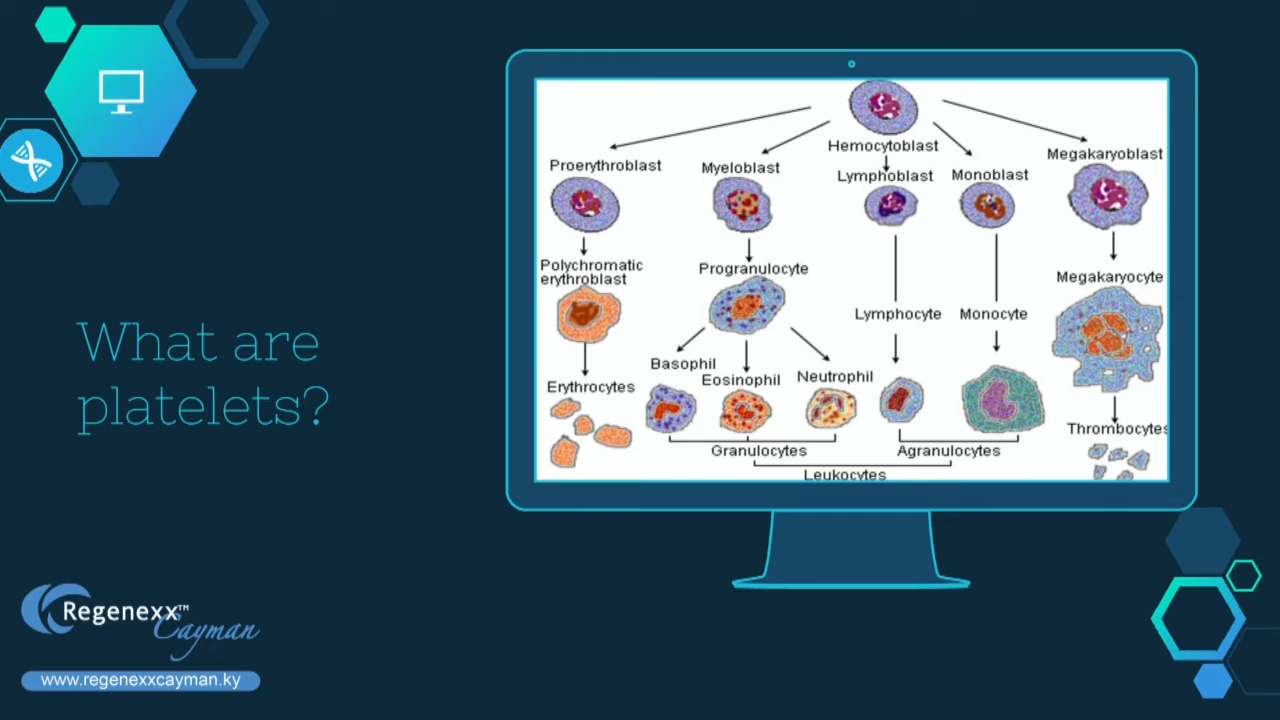 What are
platelets?
Hemocytoblast
Proerythroblast
Myeloblast
Lymphoblast
Monoblast
Megakaryoblast
Polychromatic
erythroblast
Progranulocyte
Lymphocyte
Monocyte
Megakaryocyte
Erythrocytes
Basophil
Eosinophil
Neutrophil
Thrombocytes
Granulocytes
Agranulocytes
Leukocytes
Regenexx™
Cayman
www.regenexxcayman.ky